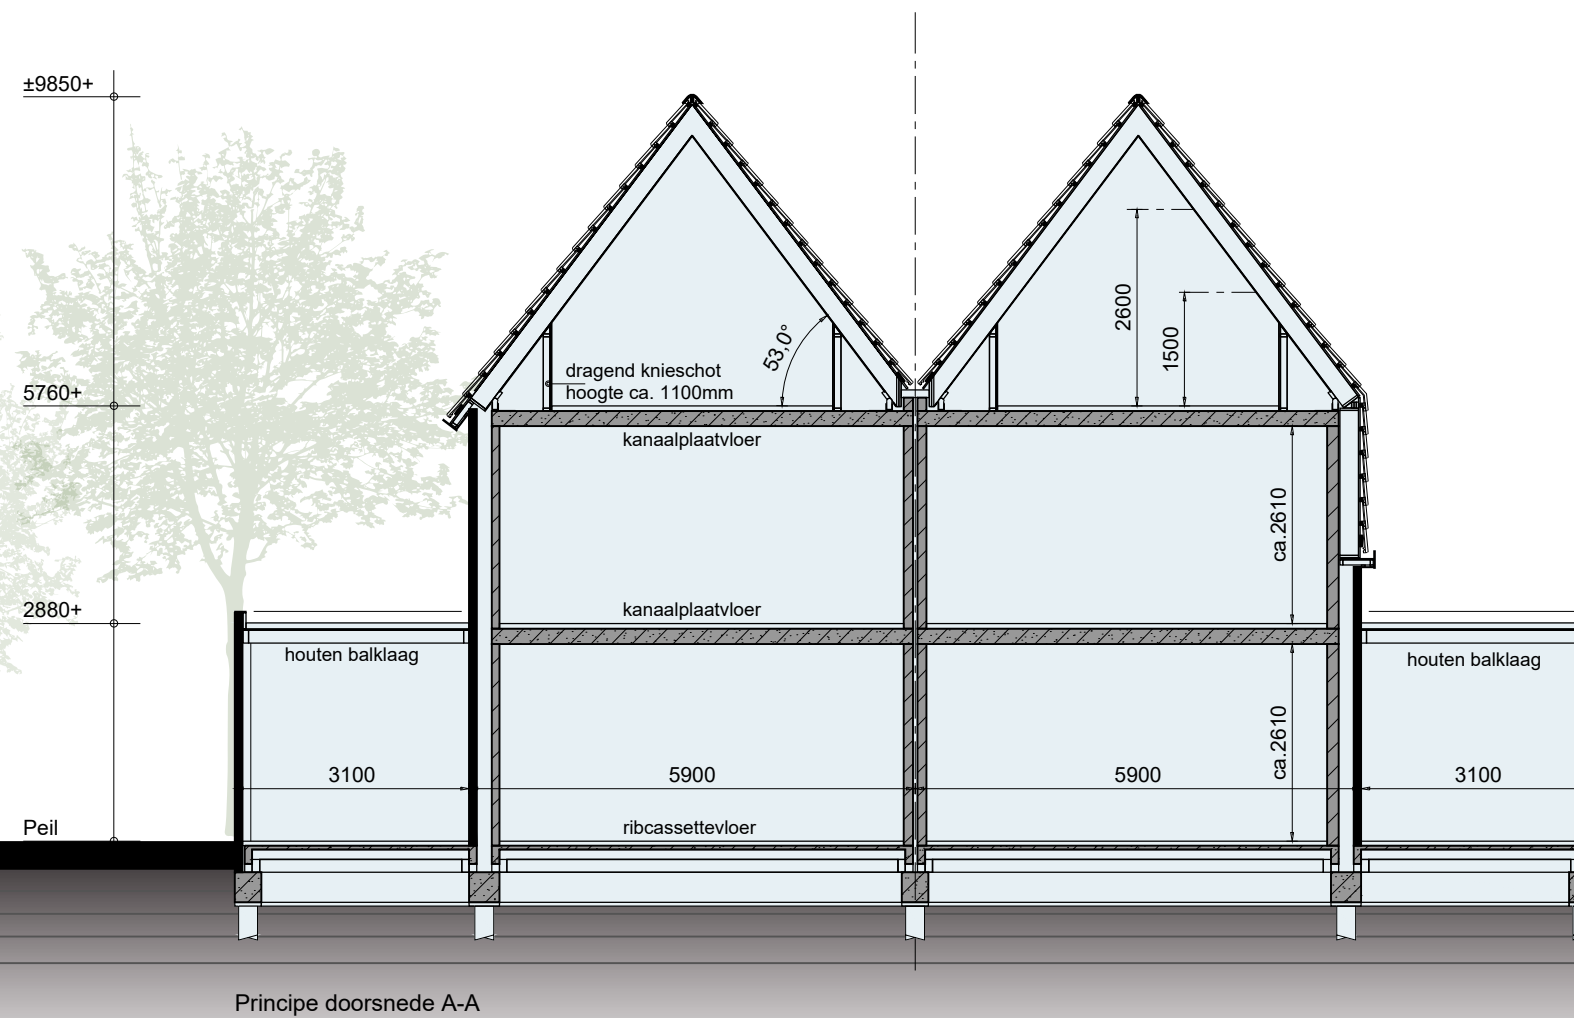 ±9850+
5760+
2880+
Peil
dragend knieschot
hoogte ca. 1100mm
53,0°
2600
1500
kanaalplaatvloer
ca.2610
kanaalplaatvloer
houten balklaag
houten balklaag
ca.2610
3100
5900
5900
3100
ribcassettevloer
Principe doorsnede A-A